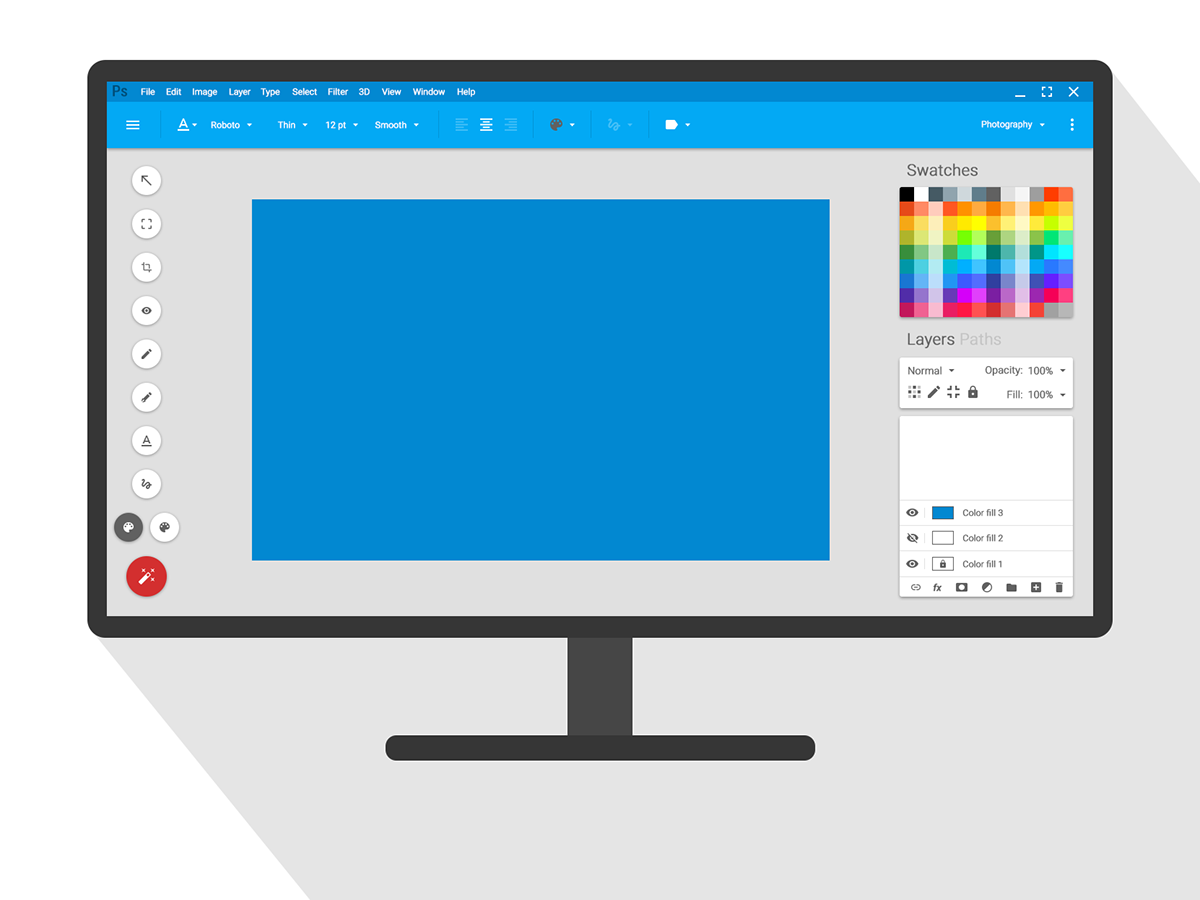 Ps File Edit Image Layer Type Select Filter 3D View Window Help
A Roboto Thin 12 pt Smooth Photography
Swatches
A
Layers Paths
Normal Opacity: 100%
Fill: 100%
Color fill 3
Color fill 2
Color fill 1
fx